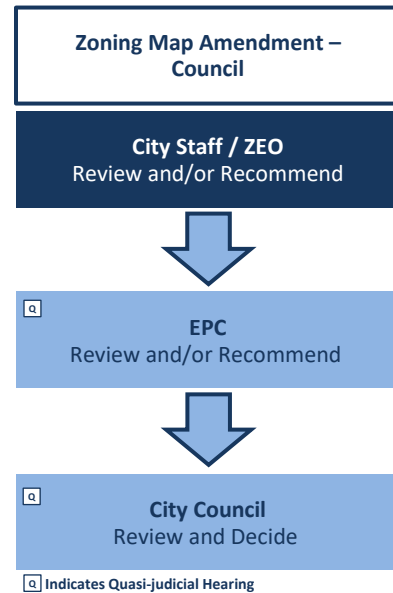 Zoning Map Amendment –
Council
City Staff / ZEO
Review and/or Recommend
Q
EPC
Review and/or Recommend
Q
City Council
Review and Decide
Q Indicates Quasi-judicial Hearing